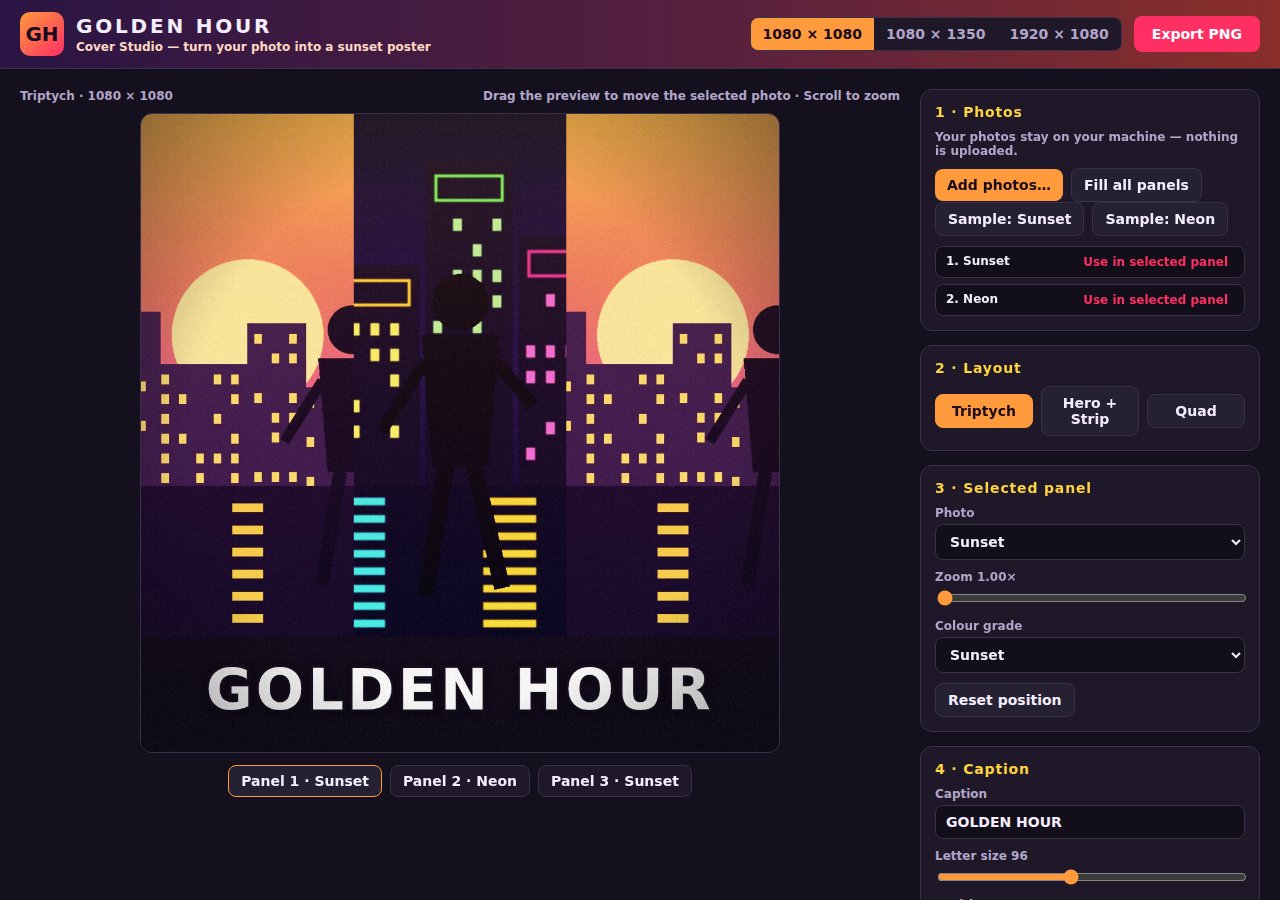 GH
GOLDEN HOUR
Cover Studio — turn your photo into a sunset poster
1080 × 1080
1080 × 1350
1920 × 1080
Export PNG
Triptych · 1080 × 1080
Drag the preview to move the selected photo · Scroll to zoom
GOLDEN HOUR
Panel 1 · Sunset
Panel 2 · Neon
Panel 3 · Sunset
1 · Photos
Your photos stay on your machine — nothing
is uploaded.
Add photos…
Fill all panels
Sample: Sunset
Sample: Neon
1. Sunset
Use in selected panel
2. Neon
Use in selected panel
2 · Layout
Triptych
Hero +
Strip
Quad
3 · Selected panel
Photo
Sunset
Zoom 1.00×
Colour grade
Sunset
Reset position
4 · Caption
Caption
GOLDEN HOUR
Letter size 96